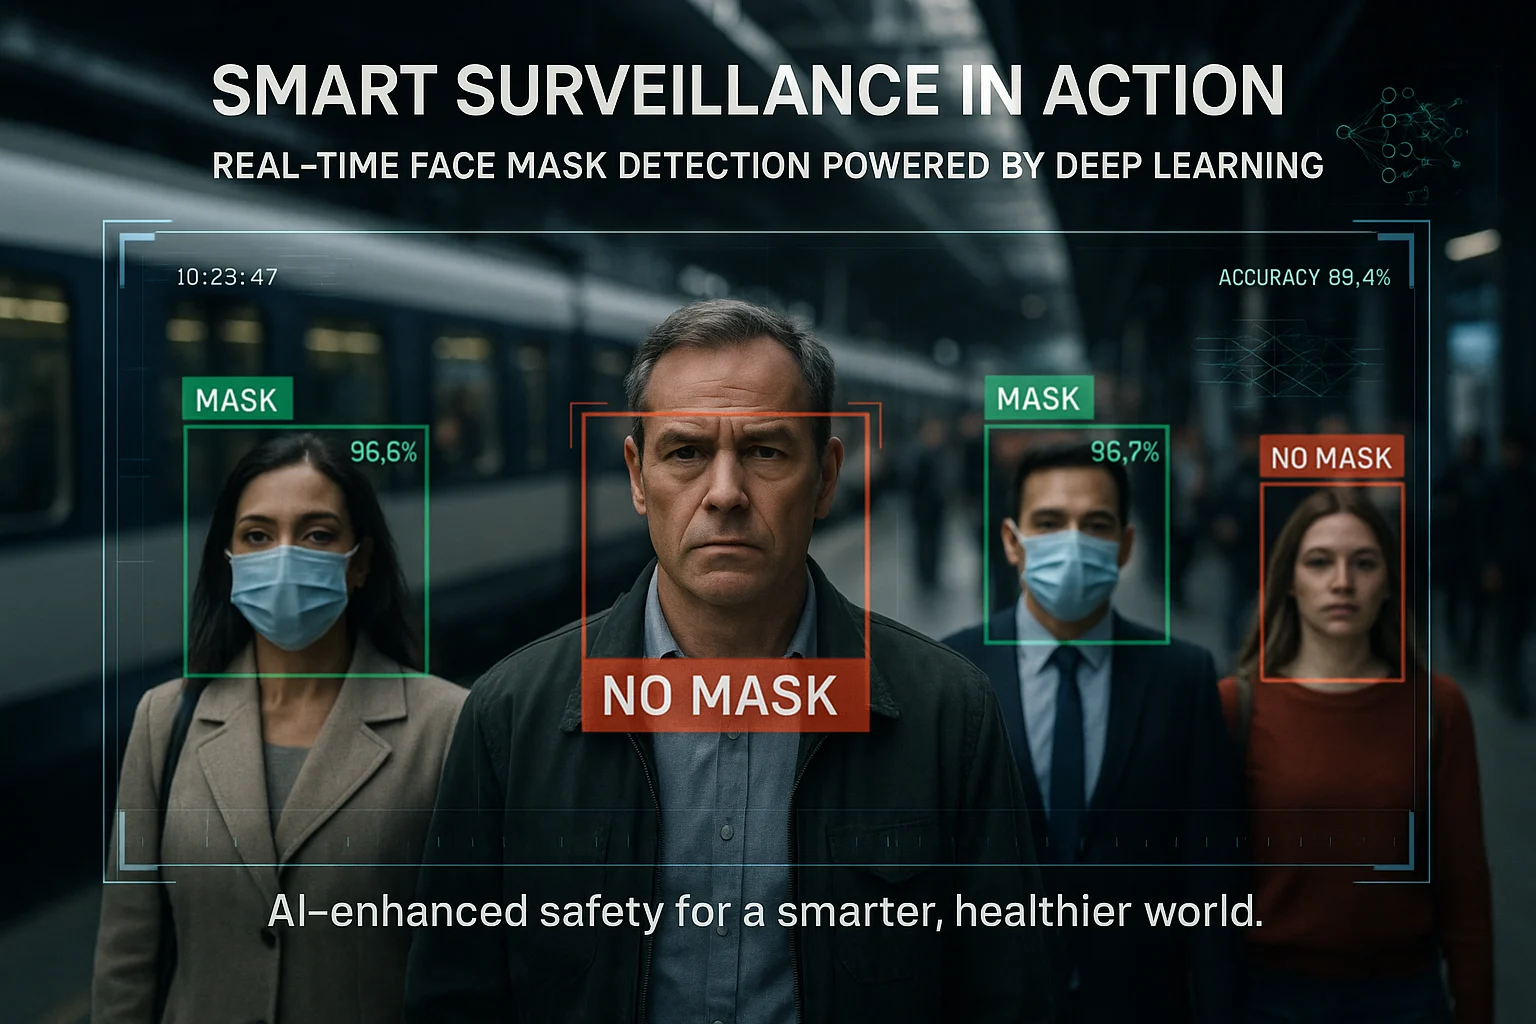 SMART SURVEILLANCE IN ACTION
REAL-TIME FACE MASK DETECTION POWERED BY DEEP LEARNING
10:23:47
ACCURACY 89,4%
MASK
96,6%
NO MASK
MASK
96,7%
NO MASK
AI-enhanced safety for a smarter, healthier world.